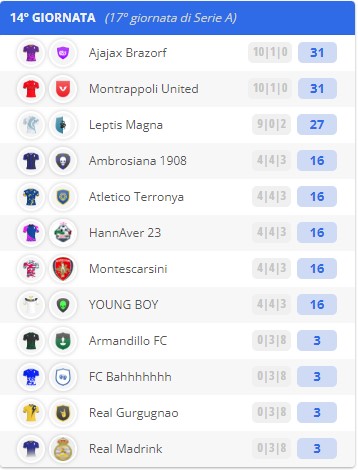 14° GIORNATA (17° giornata di Serie A)
Ajajax Brazorf 10|1|0 31
Montrappoli United 10|1|0 31
Leptis Magna 9|0|2 27
Ambrosiana 1908 4|4|3 16
Atletico Terronya 4|4|3 16
HannAver 23 4|4|3 16
Montescarsini 4|4|3 16
YOUNG BOY 4|4|3 16
Armandillo FC 0|3|8 3
FC Bahhhhhhh 0|3|8 3
Real Gurgugnao 0|3|8 3
Real Madrink 0|3|8 3